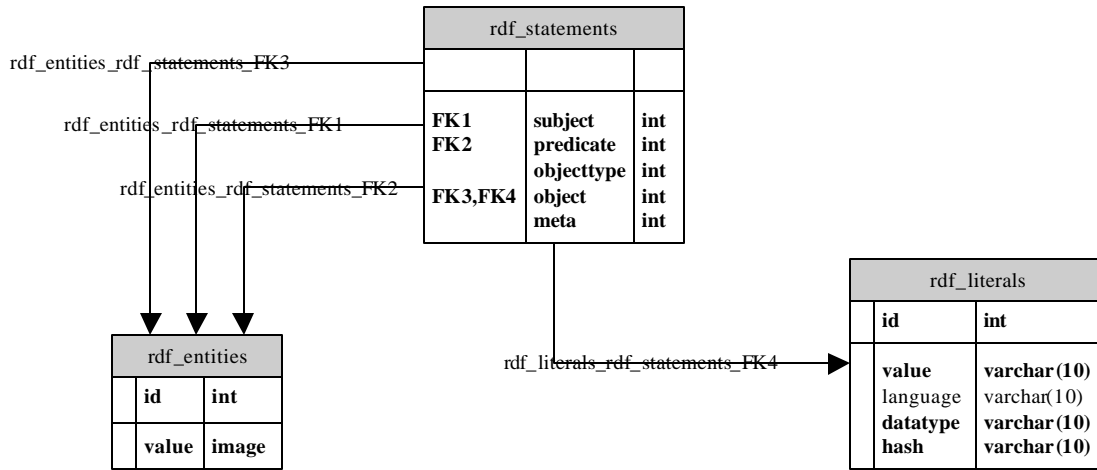 rdf_statements
rdf_entities_rdf_statements_FK3
rdf_entities_rdf_statements_FK1
rdf_entities_rdf_statements_FK2
FK1 subject int
FK2 predicate int
objecttype int
FK3,FK4 object int
meta int
rdf_literals
id int
value varchar(10)
language varchar(10)
datatype varchar(10)
hash varchar(10)
rdf_literals_rdf_statements_FK4
rdf_entities
id int
value image